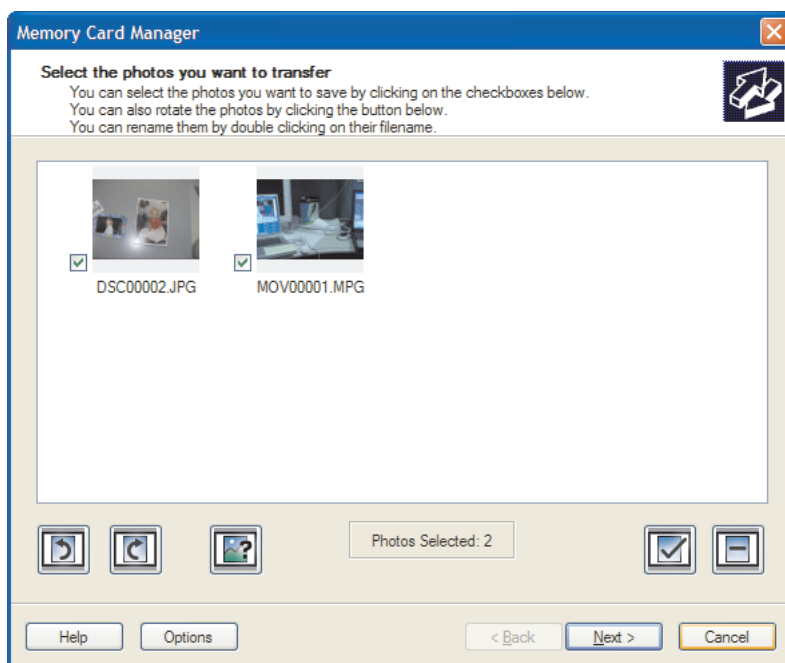 Memory Card Manager
Select the photos you want to transfer
You can select the photos you want to save by clicking on the checkboxes below.
You can also rotate the photos by clicking the button below.
You can rename them by double clicking on their filename.
DSC00002.JPG MOV00001.MPG
?
Photos Selected: 2
Help Options < Back Next > Cancel